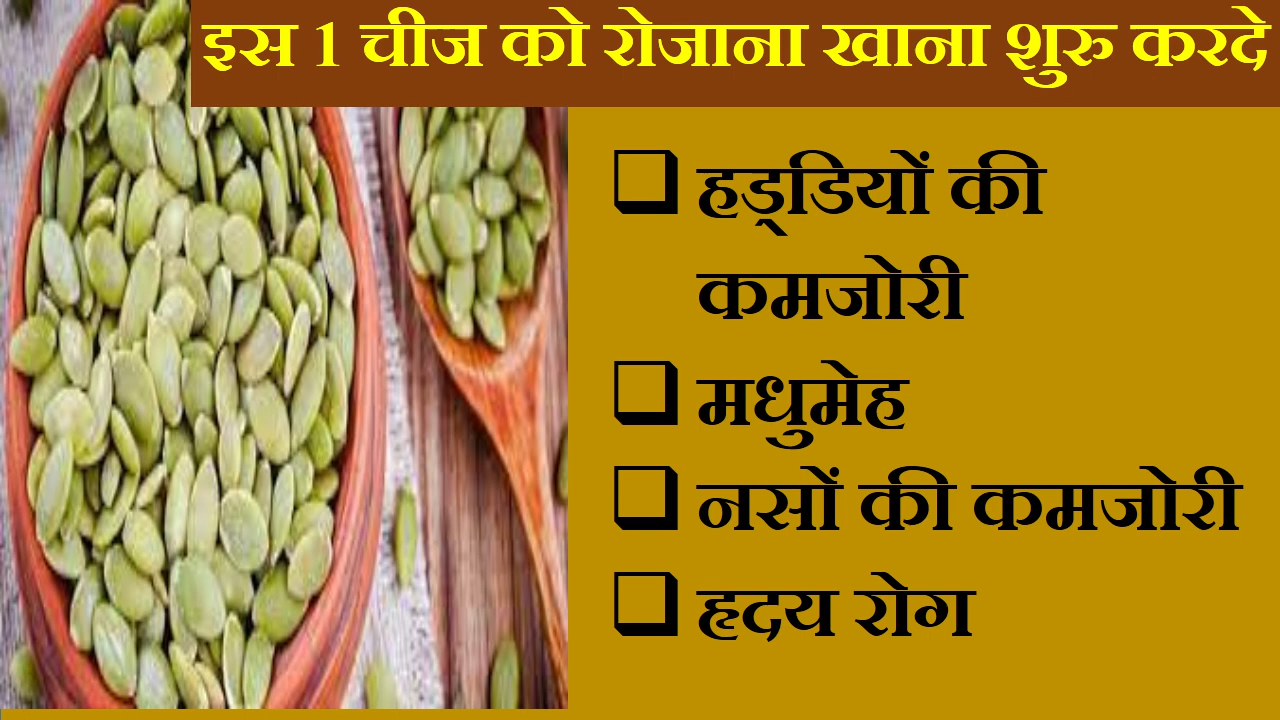 इस 1 चीज को रोजाना खाना शुरु करदे
❑ हड्डियों की
कमजोरी
❑ मधुमेह
❑ नसों की कमजोरी
❑ हृदय रोग